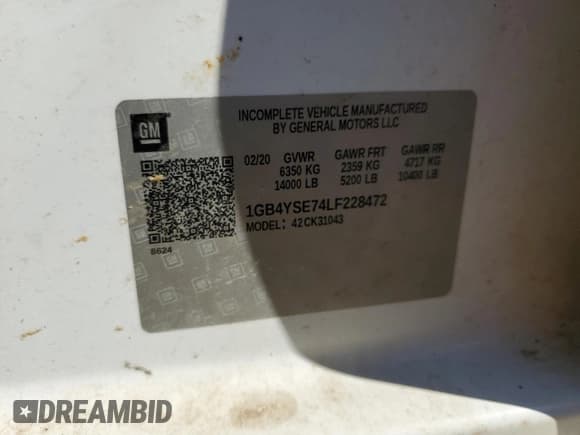 GM
INCOMPLETE VEHICLE MANUFACTURED
BY GENERAL MOTORS LLC
02/20 GVWR GAWR FRT GAWR RR
6350 KG 2359 KG 4717 KG
14000 LB 5200 LB 10400 LB
1GB4YSE74LF228472
MODEL: 42CK31043
8624
DREAMBID